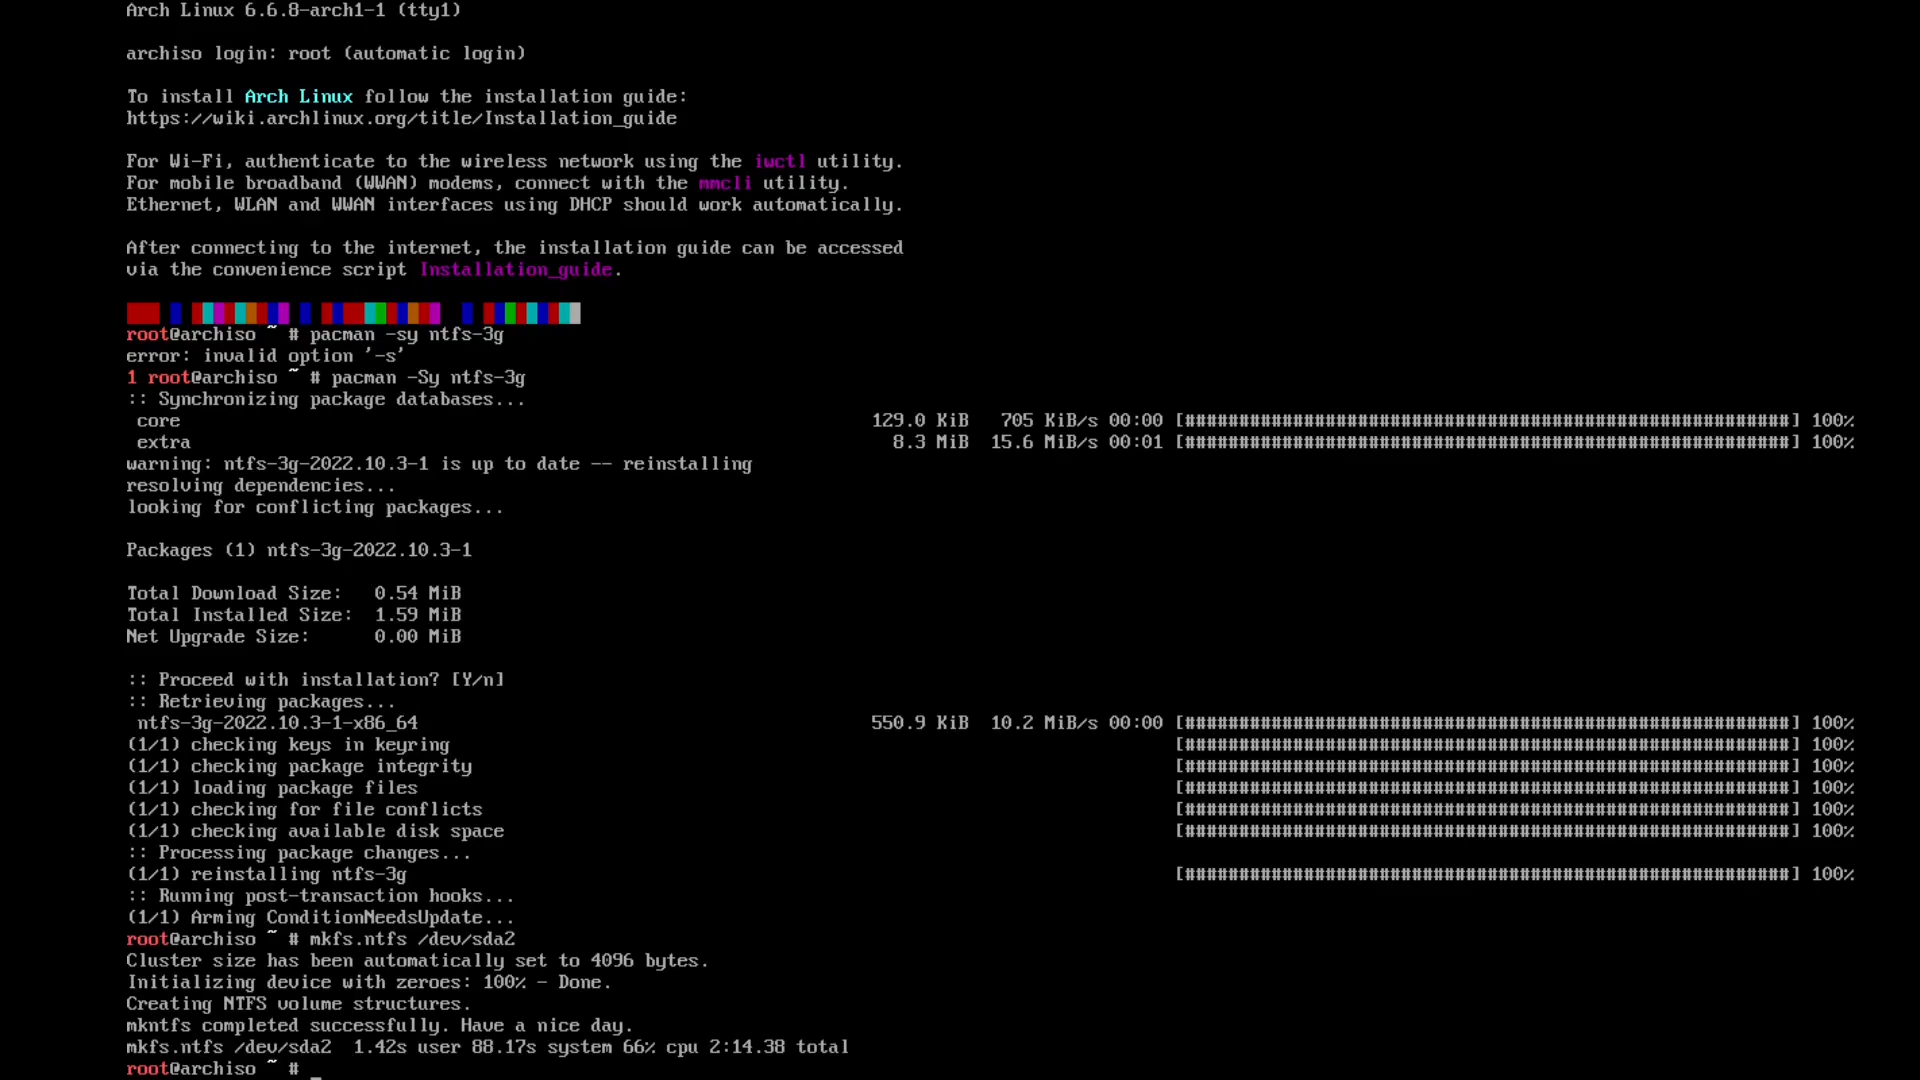 Arch Linux 6.6.8-arch1-1 (tty1)
archiso login: root (automatic login)
To install Arch Linux follow the installation guide:
https://wiki.archlinux.org/title/Installation_guide
For Wi-Fi, authenticate to the wireless network using the iwctl utility.
For mobile broadband (WWAN) modems, connect with the mmcli utility.
Ethernet, WLAN and WWAN interfaces using DHCP should work automatically.
After connecting to the internet, the installation guide can be accessed
via the convenience script Installation_guide.
root@archiso ~ # pacman -sy ntfs-3g
error: invalid option '-s'
1 root@archiso ~ # pacman -Sy ntfs-3g
:: Synchronizing package databases...
core 129.0 KiB 705 KiB/s 00:00 [#########################################################] 100%
extra 8.3 MiB 15.6 MiB/s 00:01 [#########################################################] 100%
warning: ntfs-3g-2022.10.3-1 is up to date -- reinstalling
resolving dependencies...
looking for conflicting packages...
Packages (1) ntfs-3g-2022.10.3-1
Total Download Size: 0.54 MiB
Total Installed Size: 1.59 MiB
Net Upgrade Size: 0.00 MiB
:: Proceed with installation? [Y/n]
:: Retrieving packages...
ntfs-3g-2022.10.3-1-x86_64 550.9 KiB 10.2 MiB/s 00:00 [#########################################################] 100%
(1/1) checking keys in keyring [#########################################################] 100%
(1/1) checking package integrity [#########################################################] 100%
(1/1) loading package files [#########################################################] 100%
(1/1) checking for file conflicts [#########################################################] 100%
(1/1) checking available disk space [#########################################################] 100%
:: Processing package changes...
(1/1) reinstalling ntfs-3g [#########################################################] 100%
:: Running post-transaction hooks...
(1/1) Arming ConditionNeedsUpdate...
root@archiso ~ # mkfs.ntfs /dev/sda2
Cluster size has been automatically set to 4096 bytes.
Initializing device with zeroes: 100% - Done.
Creating NTFS volume structures.
mkntfs completed successfully. Have a nice day.
mkfs.ntfs /dev/sda2 1.42s user 88.17s system 66% cpu 2:14.38 total
root@archiso ~ # _